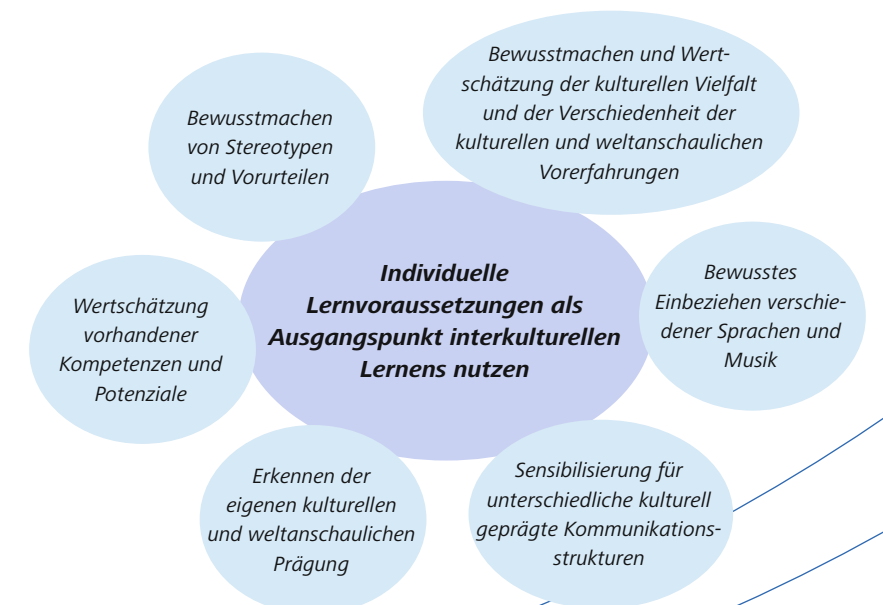 Bewusstmachen und Wert-
schätzung der kulturellen Vielfalt
und der Verschiedenheit der
kulturellen und weltanschaulichen
Vorerfahrungen
Bewusstmachen
von Stereotypen
und Vorurteilen
Individuelle
Lernvoraussetzungen als
Ausgangspunkt interkulturellen
Lernens nutzen
Bewusstes
Einbeziehen verschie-
dener Sprachen und
Musik
Wertschätzung
vorhandener
Kompetenzen und
Potenziale
Erkennen der
eigenen kulturellen
und weltanschaulichen
Prägung
Sensibilisierung für
unterschiedliche kulturell
geprägte Kommunikations-
strukturen